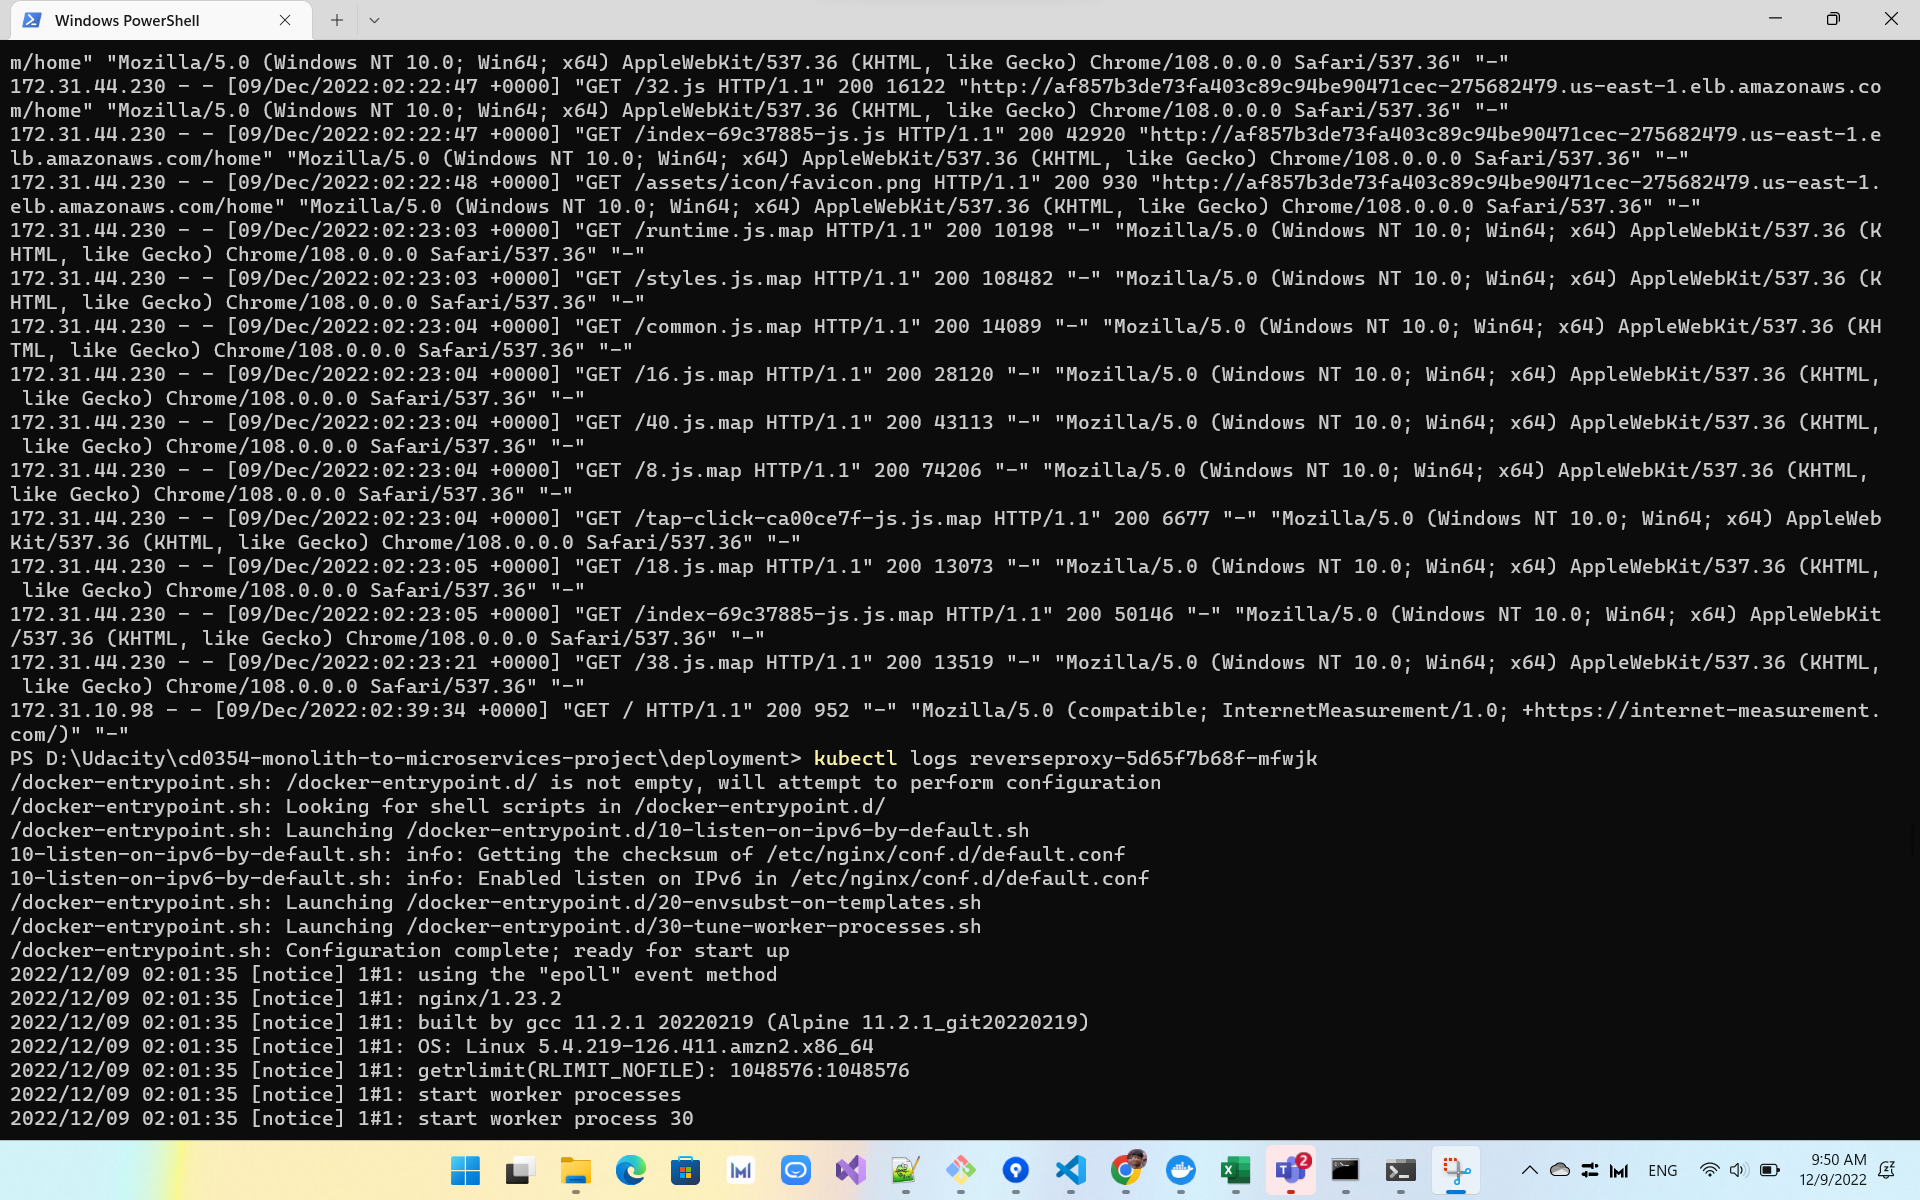 Windows PowerShell
m/home" "Mozilla/5.0 (Windows NT 10.0; Win64; x64) AppleWebKit/537.36 (KHTML, like Gecko) Chrome/108.0.0.0 Safari/537.36" "-"
172.31.44.230 - - [09/Dec/2022:02:22:47 +0000] "GET /32.js HTTP/1.1" 200 16122 "http://af857b3de73fa403c89c94be90471cec-275682479.us-east-1.elb.amazonaws.co
m/home" "Mozilla/5.0 (Windows NT 10.0; Win64; x64) AppleWebKit/537.36 (KHTML, like Gecko) Chrome/108.0.0.0 Safari/537.36" "-"
172.31.44.230 - - [09/Dec/2022:02:22:47 +0000] "GET /index-69c37885-js.js HTTP/1.1" 200 42920 "http://af857b3de73fa403c89c94be90471cec-275682479.us-east-1.e
lb.amazonaws.com/home" "Mozilla/5.0 (Windows NT 10.0; Win64; x64) AppleWebKit/537.36 (KHTML, like Gecko) Chrome/108.0.0.0 Safari/537.36" "-"
172.31.44.230 - - [09/Dec/2022:02:22:48 +0000] "GET /assets/icon/favicon.png HTTP/1.1" 200 930 "http://af857b3de73fa403c89c94be90471cec-275682479.us-east-1.
elb.amazonaws.com/home" "Mozilla/5.0 (Windows NT 10.0; Win64; x64) AppleWebKit/537.36 (KHTML, like Gecko) Chrome/108.0.0.0 Safari/537.36" "-"
172.31.44.230 - - [09/Dec/2022:02:23:03 +0000] "GET /runtime.js.map HTTP/1.1" 200 10198 "-" "Mozilla/5.0 (Windows NT 10.0; Win64; x64) AppleWebKit/537.36 (K
HTML, like Gecko) Chrome/108.0.0.0 Safari/537.36" "-"
172.31.44.230 - - [09/Dec/2022:02:23:03 +0000] "GET /styles.js.map HTTP/1.1" 200 108482 "-" "Mozilla/5.0 (Windows NT 10.0; Win64; x64) AppleWebKit/537.36 (K
HTML, like Gecko) Chrome/108.0.0.0 Safari/537.36" "-"
172.31.44.230 - - [09/Dec/2022:02:23:04 +0000] "GET /common.js.map HTTP/1.1" 200 14089 "-" "Mozilla/5.0 (Windows NT 10.0; Win64; x64) AppleWebKit/537.36 (KH
TML, like Gecko) Chrome/108.0.0.0 Safari/537.36" "-"
172.31.44.230 - - [09/Dec/2022:02:23:04 +0000] "GET /16.js.map HTTP/1.1" 200 28120 "-" "Mozilla/5.0 (Windows NT 10.0; Win64; x64) AppleWebKit/537.36 (KHTML,
 like Gecko) Chrome/108.0.0.0 Safari/537.36" "-"
172.31.44.230 - - [09/Dec/2022:02:23:04 +0000] "GET /40.js.map HTTP/1.1" 200 43113 "-" "Mozilla/5.0 (Windows NT 10.0; Win64; x64) AppleWebKit/537.36 (KHTML,
 like Gecko) Chrome/108.0.0.0 Safari/537.36" "-"
172.31.44.230 - - [09/Dec/2022:02:23:04 +0000] "GET /8.js.map HTTP/1.1" 200 74206 "-" "Mozilla/5.0 (Windows NT 10.0; Win64; x64) AppleWebKit/537.36 (KHTML,
like Gecko) Chrome/108.0.0.0 Safari/537.36" "-"
172.31.44.230 - - [09/Dec/2022:02:23:04 +0000] "GET /tap-click-ca00ce7f-js.js.map HTTP/1.1" 200 6677 "-" "Mozilla/5.0 (Windows NT 10.0; Win64; x64) AppleWeb
Kit/537.36 (KHTML, like Gecko) Chrome/108.0.0.0 Safari/537.36" "-"
172.31.44.230 - - [09/Dec/2022:02:23:05 +0000] "GET /18.js.map HTTP/1.1" 200 13073 "-" "Mozilla/5.0 (Windows NT 10.0; Win64; x64) AppleWebKit/537.36 (KHTML,
 like Gecko) Chrome/108.0.0.0 Safari/537.36" "-"
172.31.44.230 - - [09/Dec/2022:02:23:05 +0000] "GET /index-69c37885-js.js.map HTTP/1.1" 200 50146 "-" "Mozilla/5.0 (Windows NT 10.0; Win64; x64) AppleWebKit
/537.36 (KHTML, like Gecko) Chrome/108.0.0.0 Safari/537.36" "-"
172.31.44.230 - - [09/Dec/2022:02:23:21 +0000] "GET /38.js.map HTTP/1.1" 200 13519 "-" "Mozilla/5.0 (Windows NT 10.0; Win64; x64) AppleWebKit/537.36 (KHTML,
 like Gecko) Chrome/108.0.0.0 Safari/537.36" "-"
172.31.10.98 - - [09/Dec/2022:02:39:34 +0000] "GET / HTTP/1.1" 200 952 "-" "Mozilla/5.0 (compatible; InternetMeasurement/1.0; +https://internet-measurement.
com/)" "-"
PS D:\Udacity\cd0354-monolith-to-microservices-project\deployment> kubectl logs reverseproxy-5d65f7b68f-mfwjk
/docker-entrypoint.sh: /docker-entrypoint.d/ is not empty, will attempt to perform configuration
/docker-entrypoint.sh: Looking for shell scripts in /docker-entrypoint.d/
/docker-entrypoint.sh: Launching /docker-entrypoint.d/10-listen-on-ipv6-by-default.sh
10-listen-on-ipv6-by-default.sh: info: Getting the checksum of /etc/nginx/conf.d/default.conf
10-listen-on-ipv6-by-default.sh: info: Enabled listen on IPv6 in /etc/nginx/conf.d/default.conf
/docker-entrypoint.sh: Launching /docker-entrypoint.d/20-envsubst-on-templates.sh
/docker-entrypoint.sh: Launching /docker-entrypoint.d/30-tune-worker-processes.sh
/docker-entrypoint.sh: Configuration complete; ready for start up
2022/12/09 02:01:35 [notice] 1#1: using the "epoll" event method
2022/12/09 02:01:35 [notice] 1#1: nginx/1.23.2
2022/12/09 02:01:35 [notice] 1#1: built by gcc 11.2.1 20220219 (Alpine 11.2.1_git20220219)
2022/12/09 02:01:35 [notice] 1#1: OS: Linux 5.4.219-126.411.amzn2.x86_64
2022/12/09 02:01:35 [notice] 1#1: getrlimit(RLIMIT_NOFILE): 1048576:1048576
2022/12/09 02:01:35 [notice] 1#1: start worker processes
2022/12/09 02:01:35 [notice] 1#1: start worker process 30
2
ENG
9:50 AM
12/9/2022